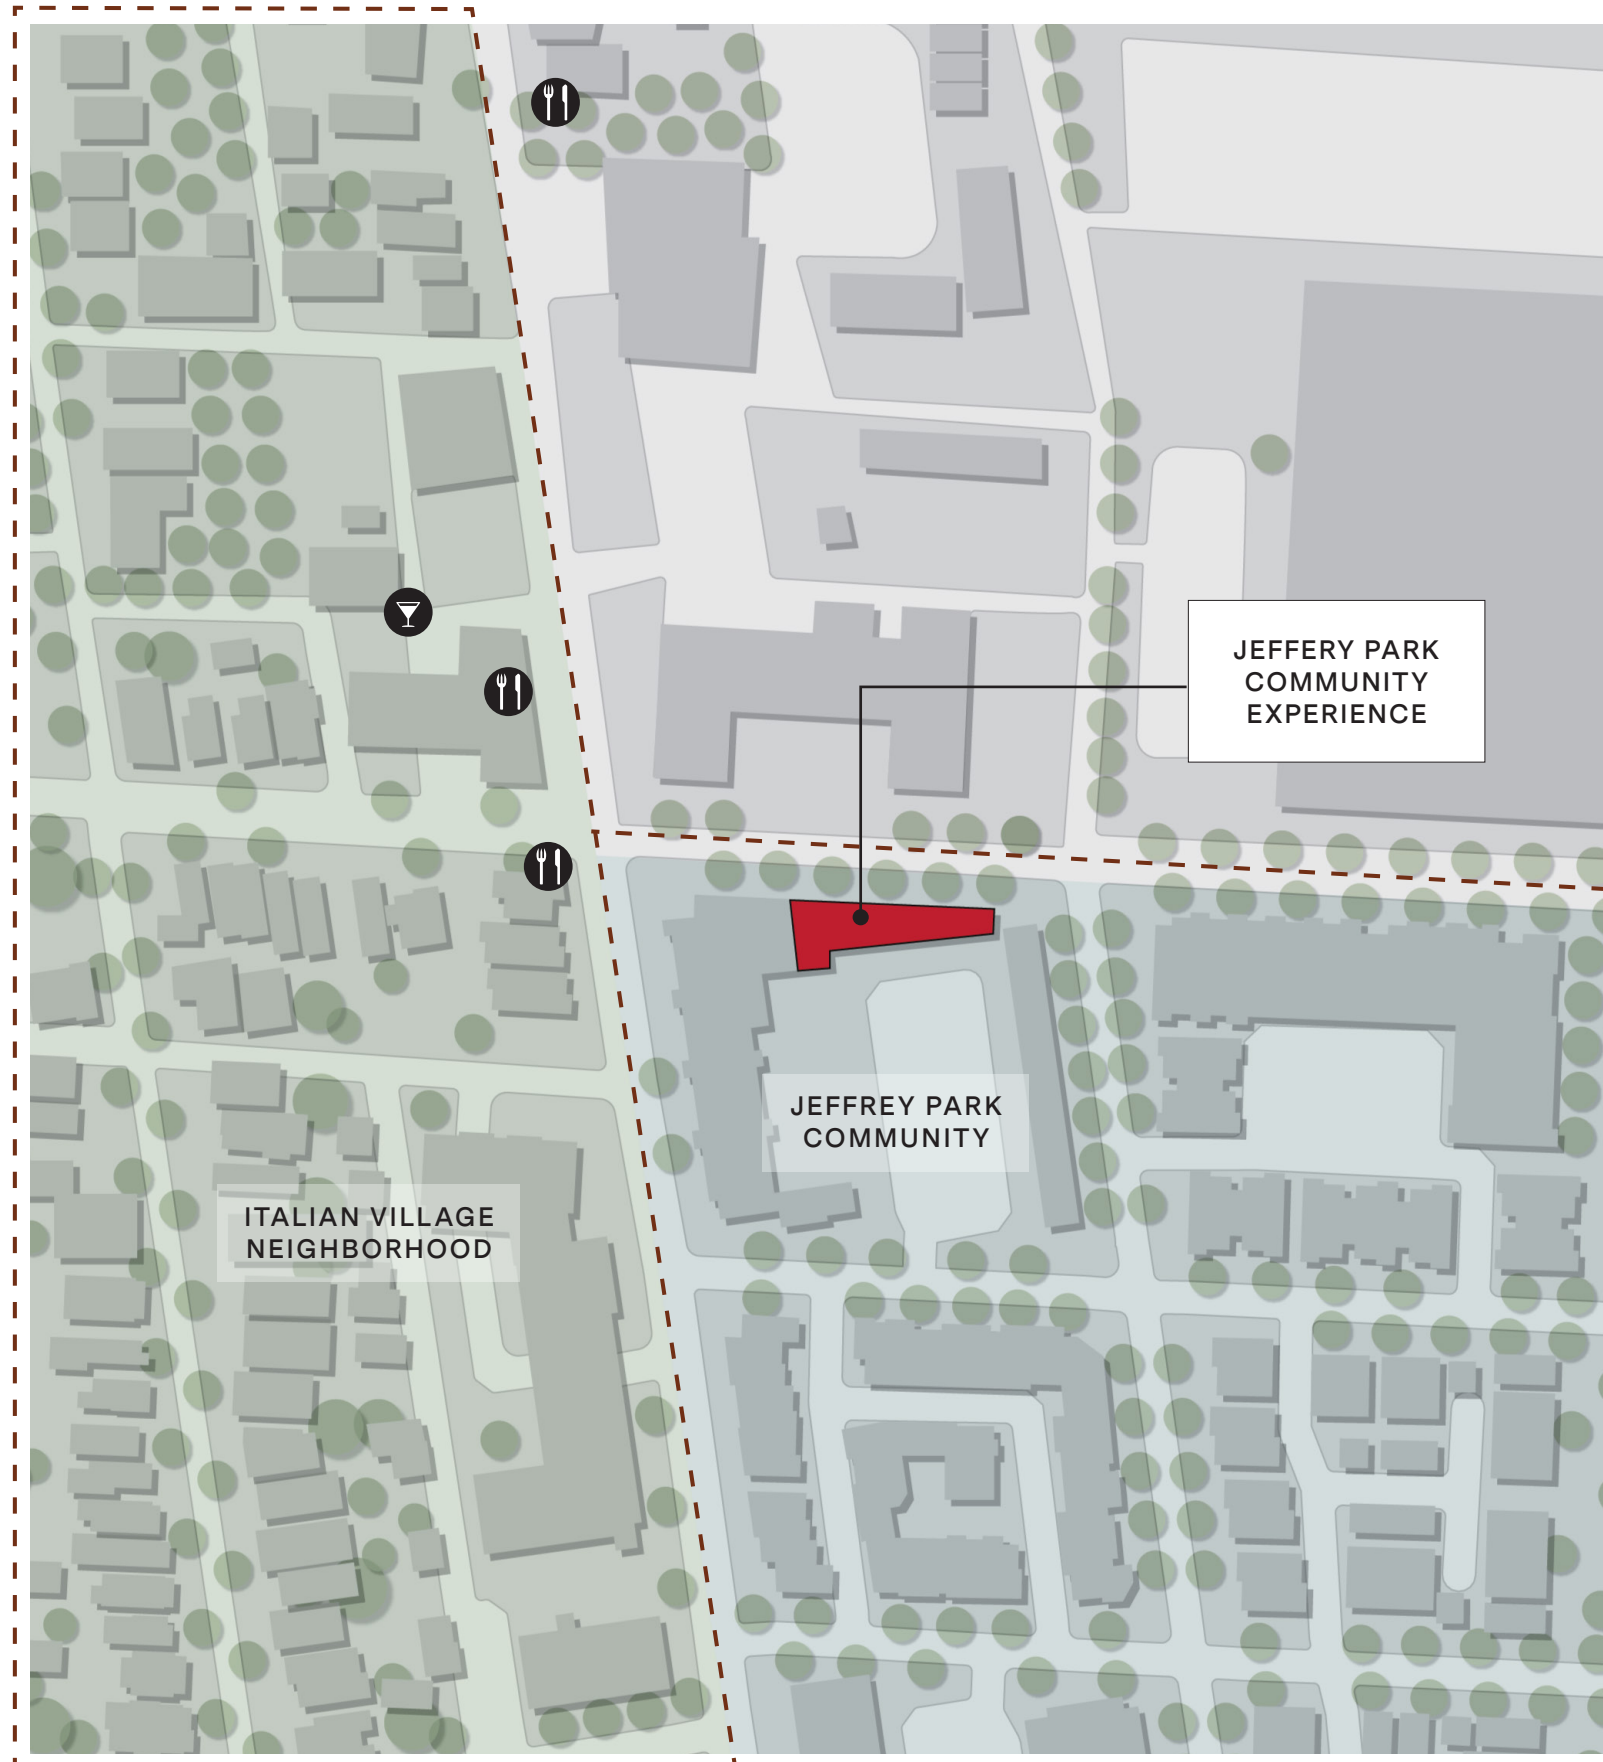 JEFFERY PARK
COMMUNITY
EXPERIENCE
JEFFREY PARK
COMMUNITY
ITALIAN VILLAGE
NEIGHBORHOOD